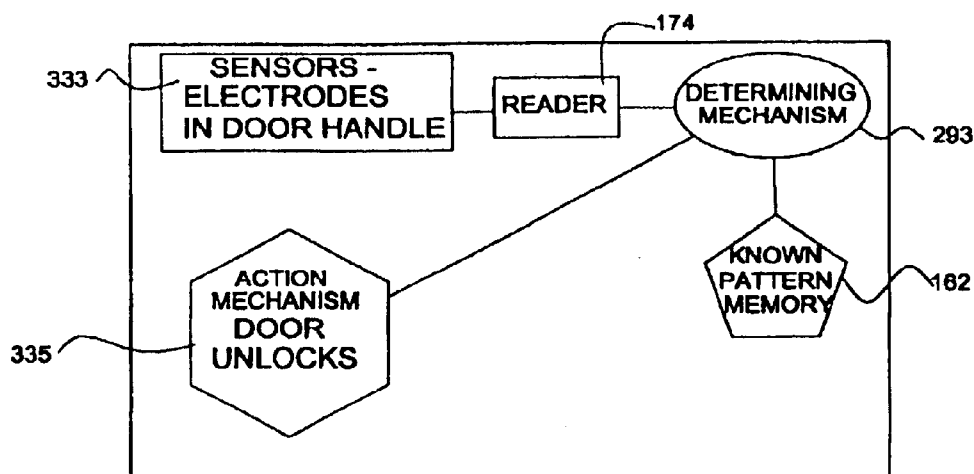 174
333
SENSORS -
ELECTRODES
IN DOOR HANDLE
READER
DETERMINING
MECHANISM
293
KNOWN
PATTERN
MEMORY
162
ACTION
MECHANISM
DOOR
UNLOCKS
335